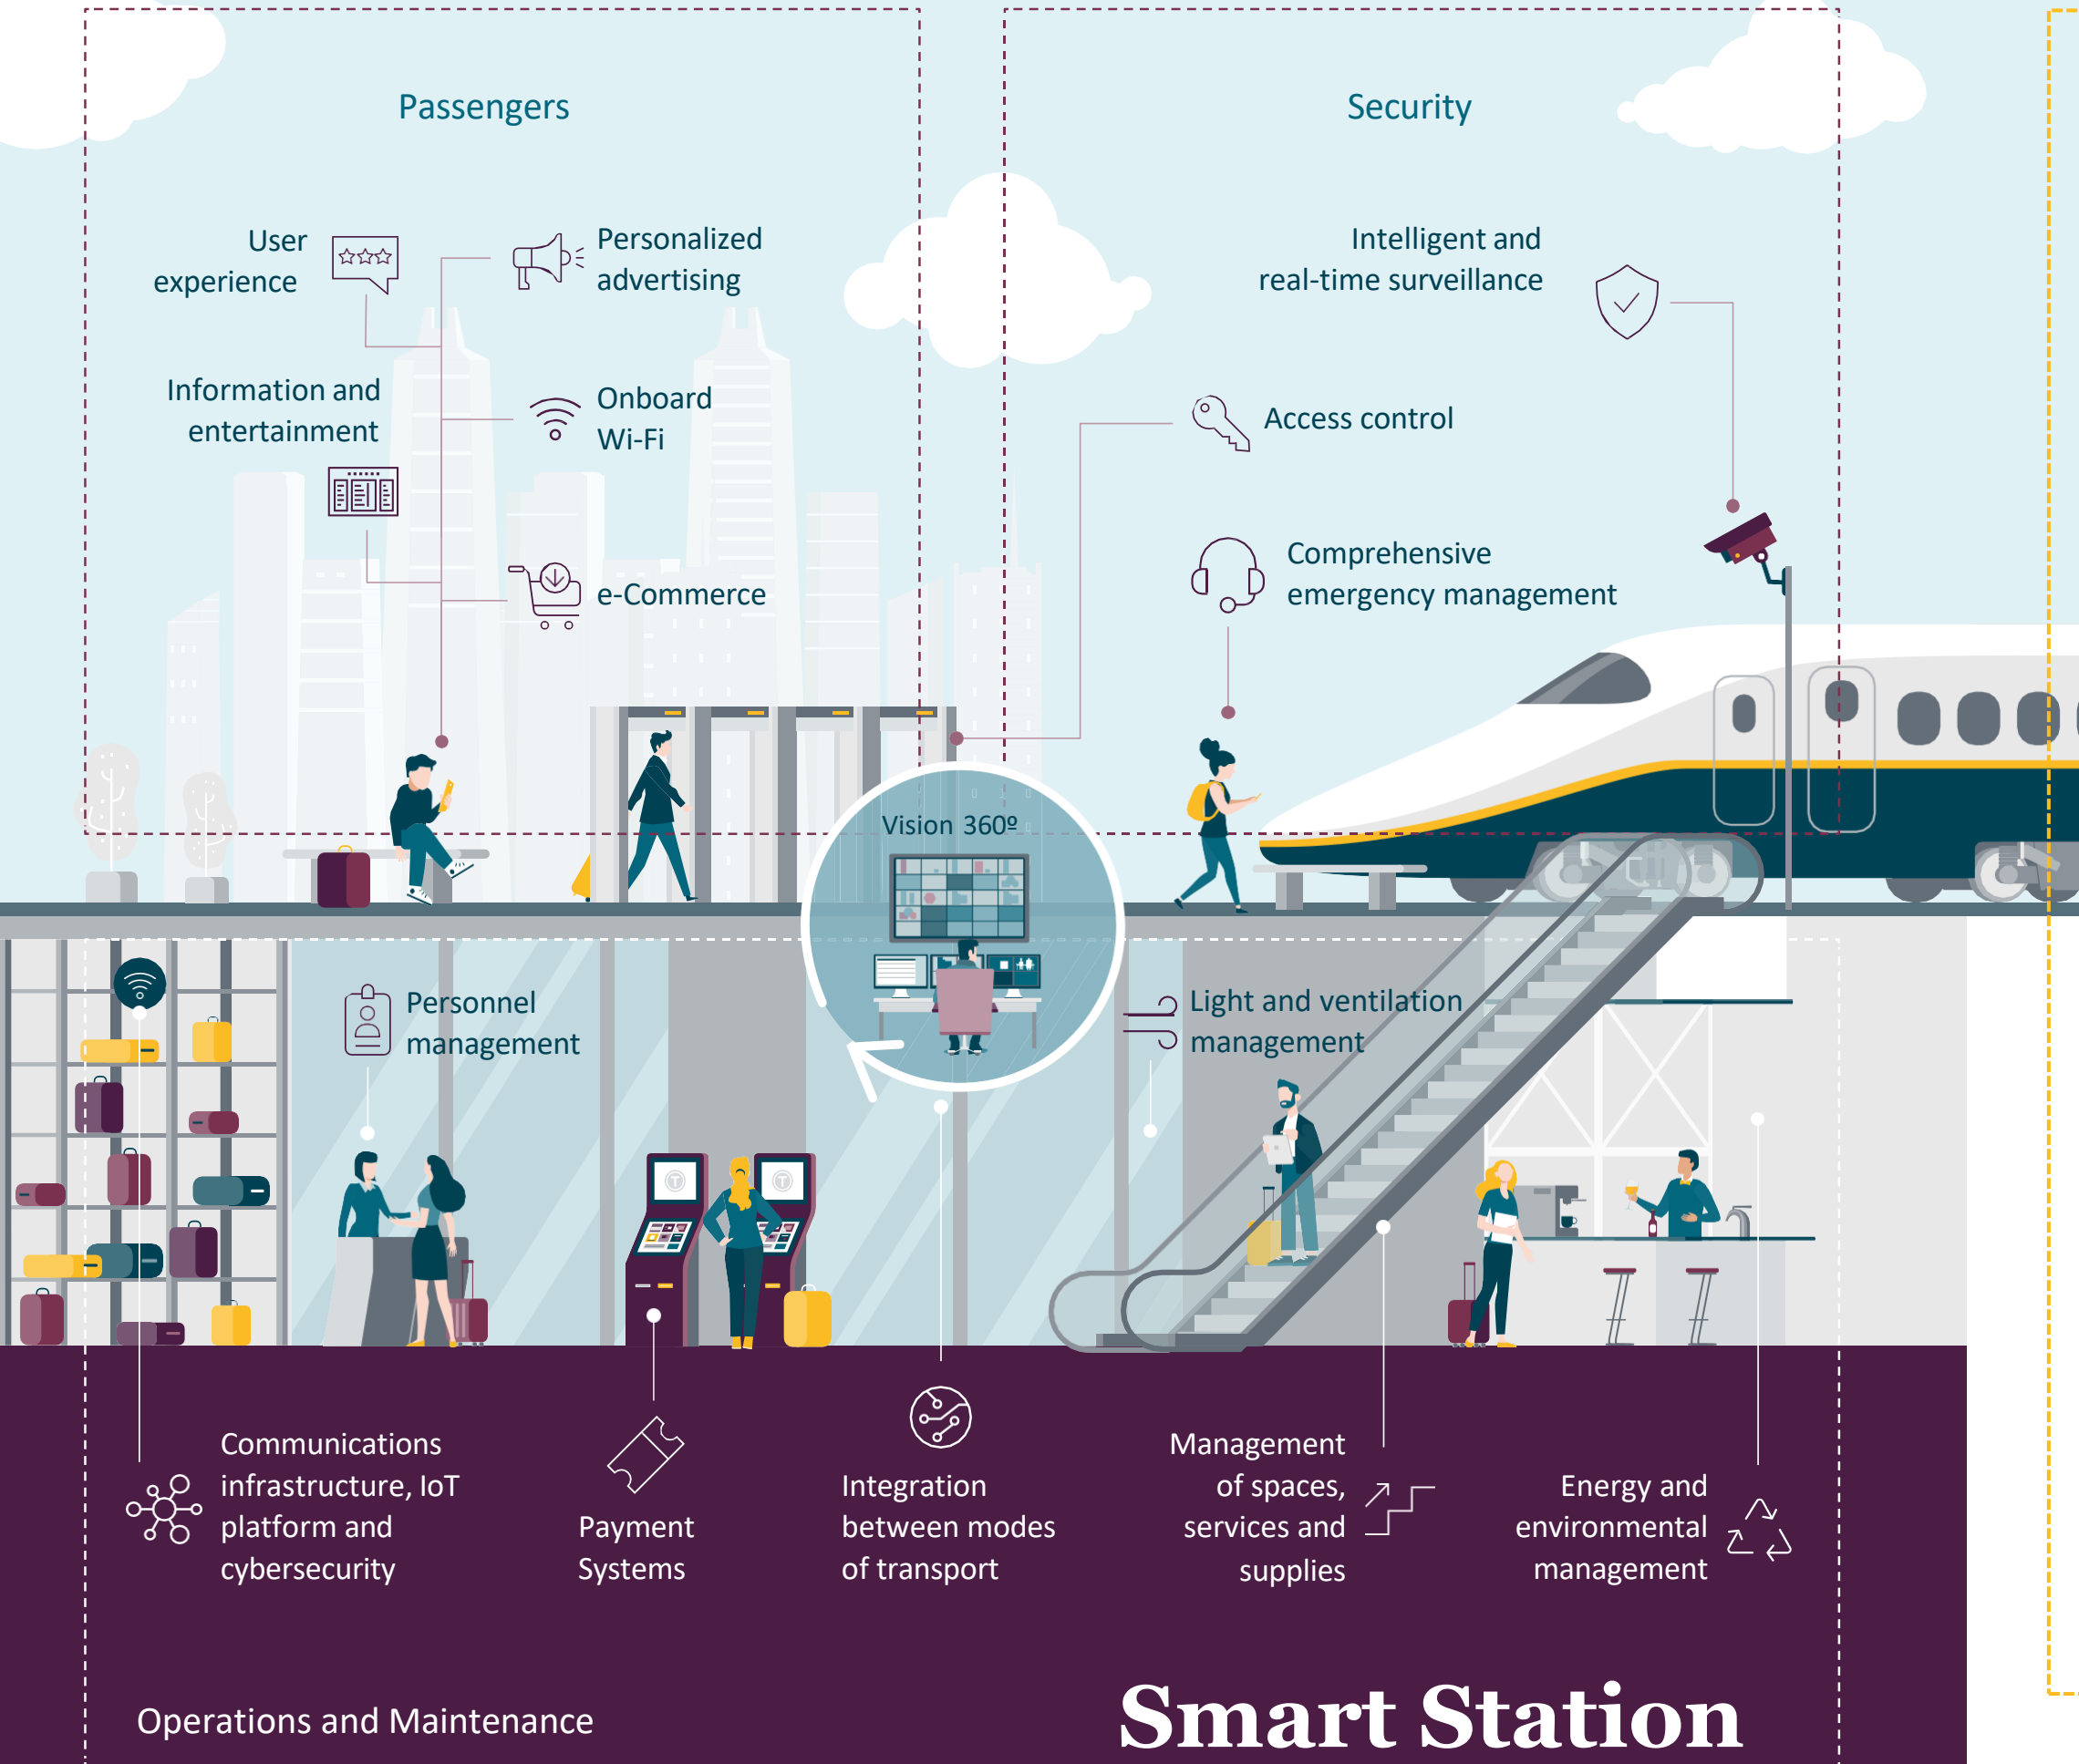 Passengers
User
experience
Personalized
advertising
Information and
entertainment
Onboard
Wi-Fi
e-Commerce
Security
Intelligent and
real-time surveillance
Access control
Comprehensive
emergency management
Vision 360º
Personnel
management
Light and ventilation
management
Communications
infrastructure, IoT
platform and
cybersecurity
Payment
Systems
Integration
between modes
of transport
Management
of spaces,
services and
supplies
Energy and
environmental
management
Operations and Maintenance
Smart Station